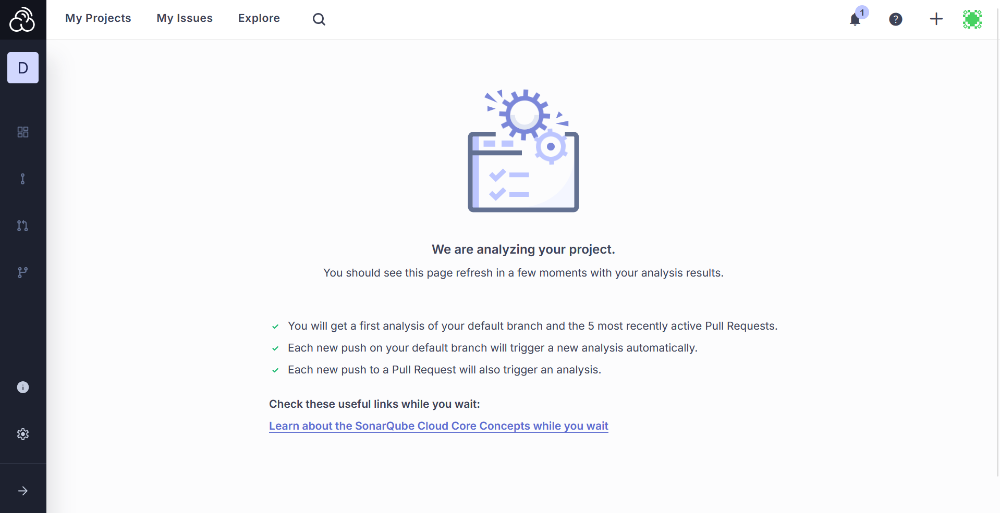 My Projects
My Issues
Explore
1
?
D
We are analyzing your project.
You should see this page refresh in a few moments with your analysis results.
You will get a first analysis of your default branch and the 5 most recently active Pull Requests.
Each new push on your default branch will trigger a new analysis automatically.
Each new push to a Pull Request will also trigger an analysis.
Check these useful links while you wait:
Learn about the SonarQube Cloud Core Concepts while you wait